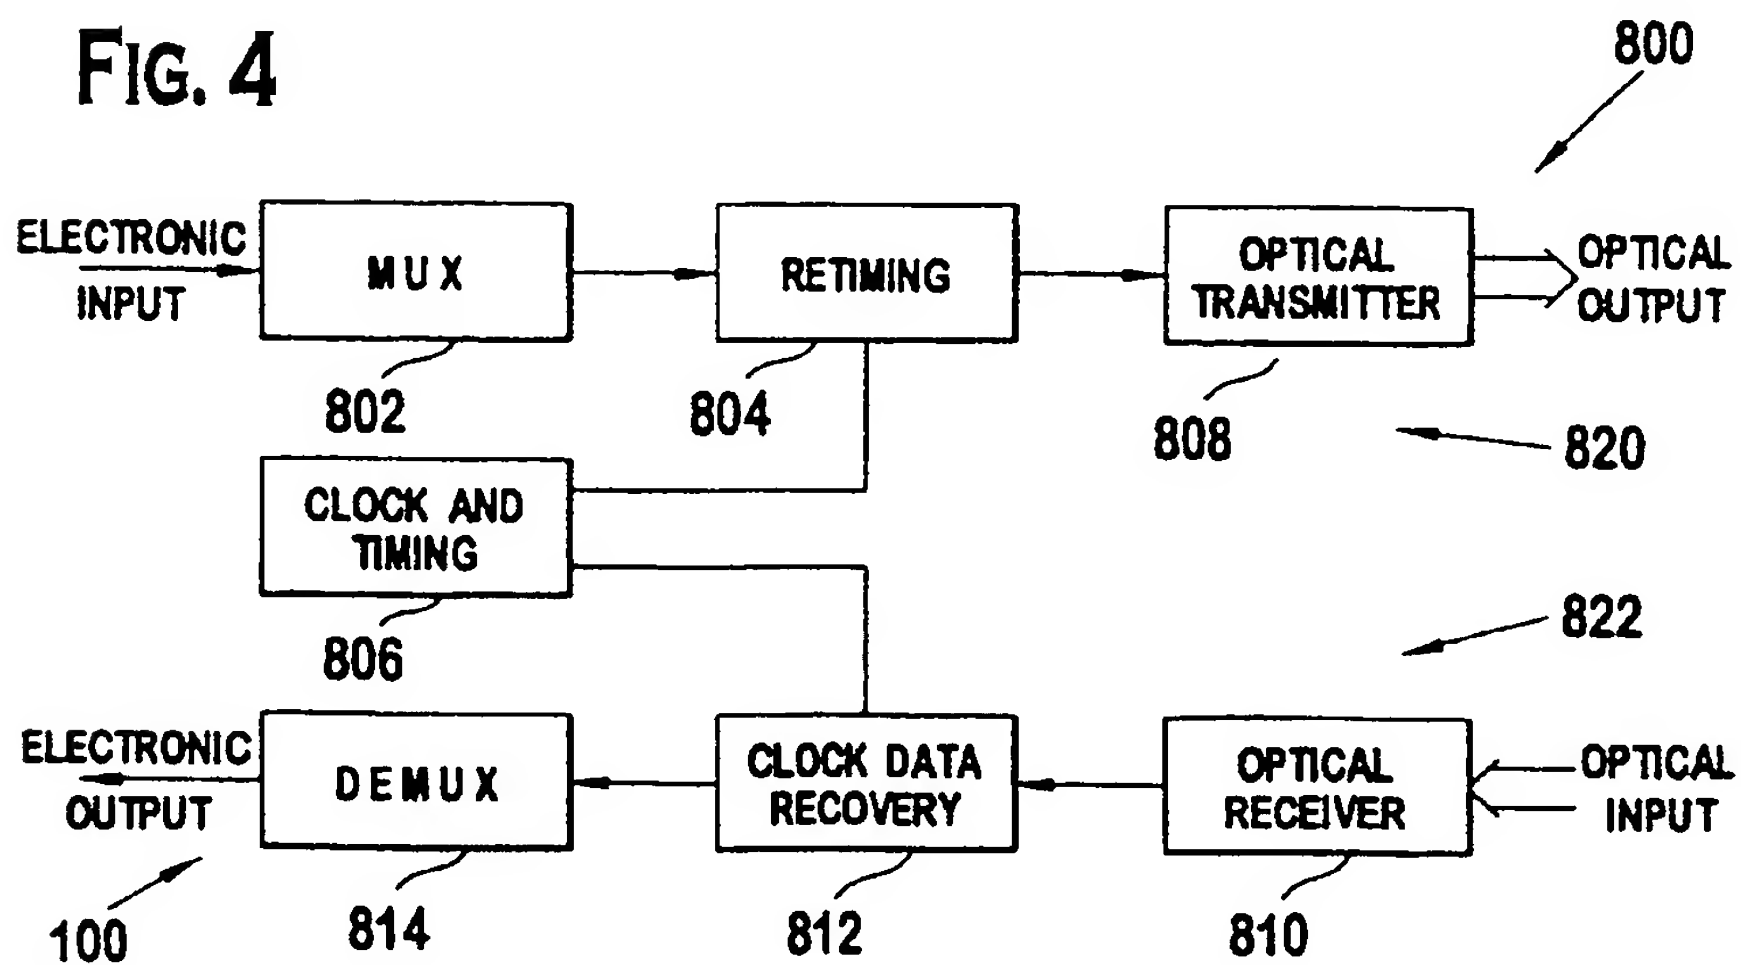 FIG. 4
800
ELECTRONIC
INPUT
MUX
RETIMING
OPTICAL
TRANSMITTER
OPTICAL
OUTPUT
802
804
808
820
CLOCK AND
TIMING
806
822
ELECTRONIC
OUTPUT
DEMUX
CLOCK DATA
RECOVERY
OPTICAL
RECEIVER
OPTICAL
INPUT
100
814
812
810